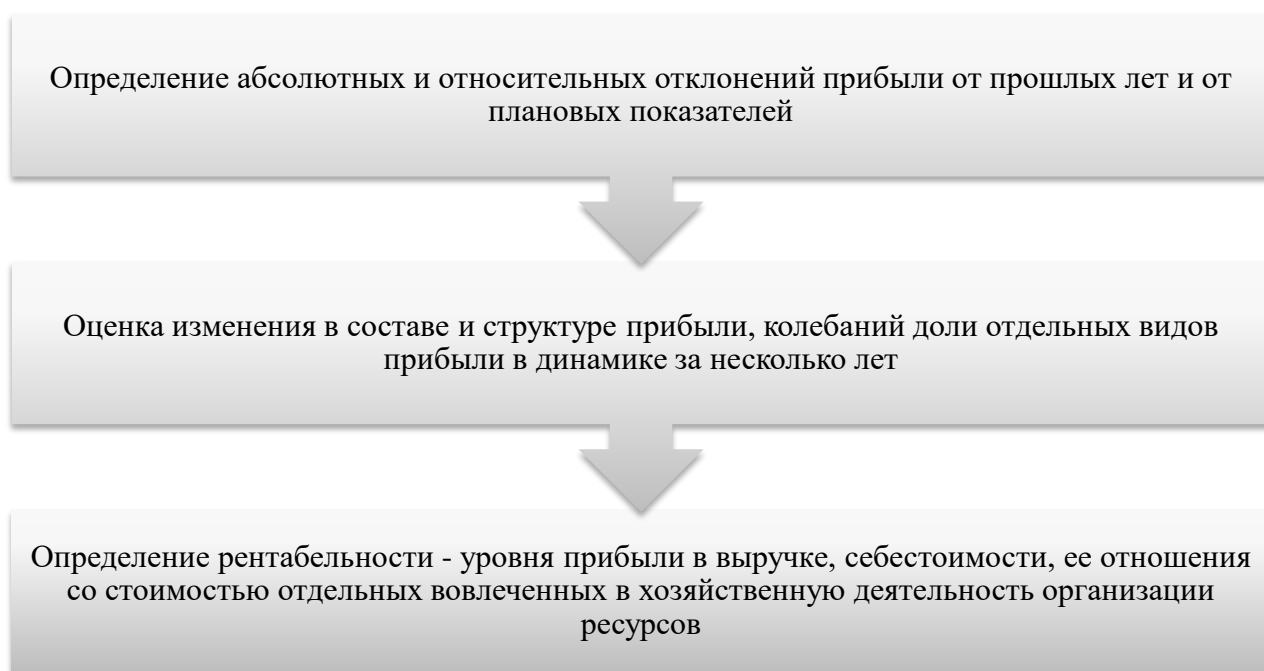 Определение абсолютных и относительных отклонений прибыли от прошлых лет и от
плановых показателей
Оценка изменения в составе и структуре прибыли, колебаний доли отдельных видов
прибыли в динамике за несколько лет
Определение рентабельности - уровня прибыли в выручке, себестоимости, ее отношения
со стоимостью отдельных вовлеченных в хозяйственную деятельность организации
ресурсов